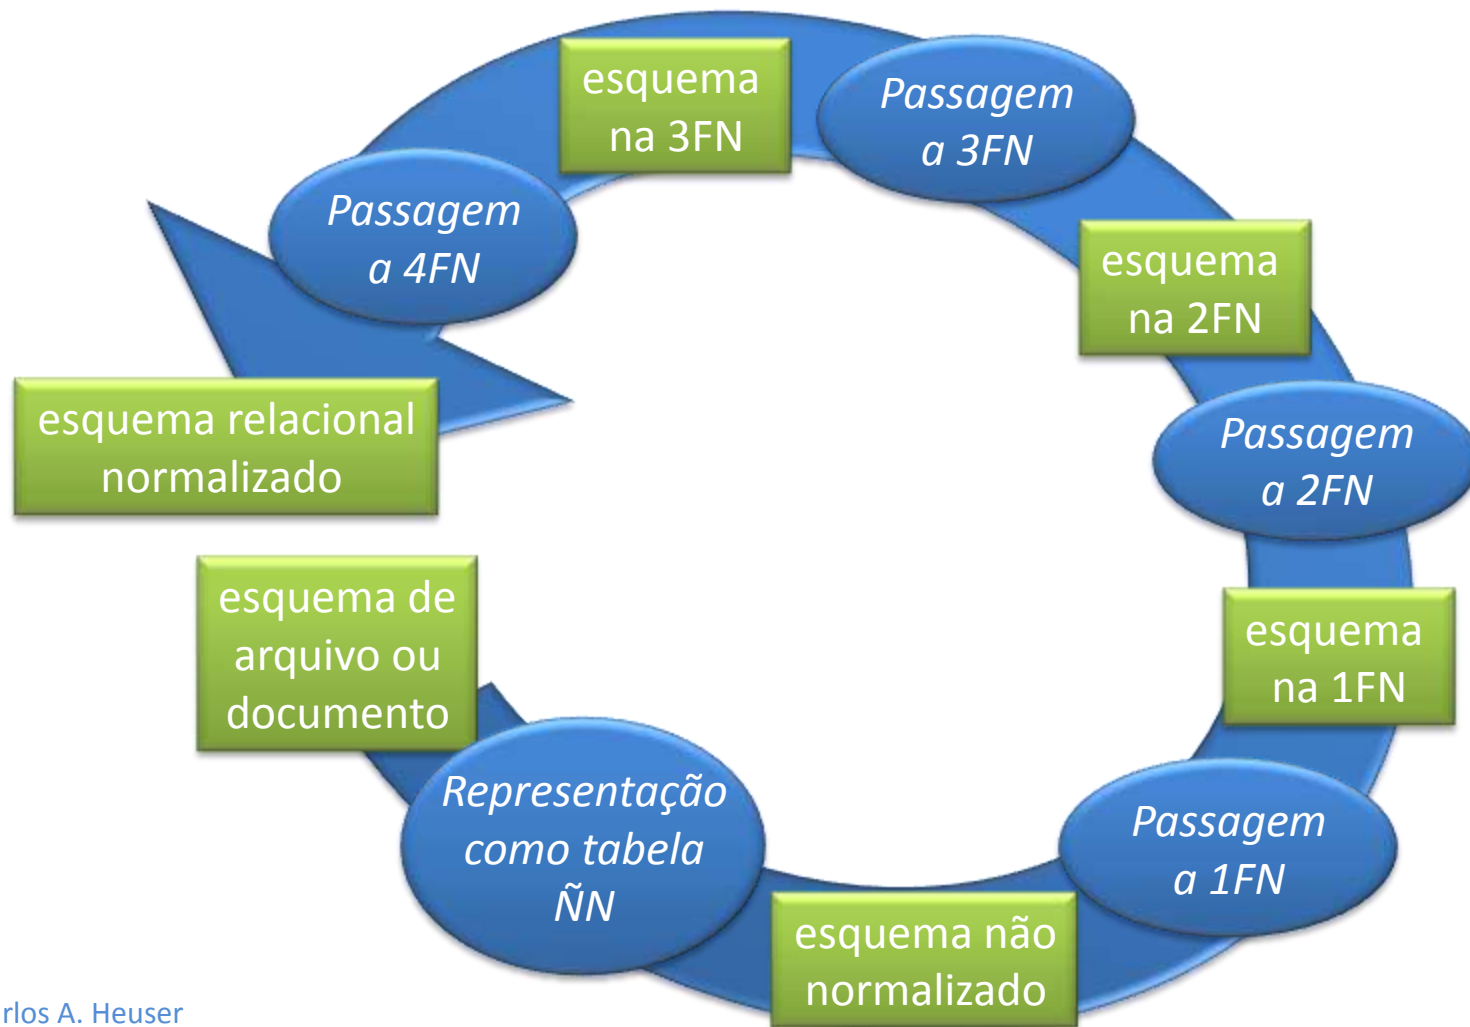 esquema
na 3FN
Passagem
a 3FN
Passagem
a 4FN
esquema
na 2FN
esquema relacional
normalizado
Passagem
a 2FN
esquema de
arquivo ou
documento
esquema
na 1FN
Representação
como tabela
ÑN
Passagem
a 1FN
esquema não
normalizado
rlos A. Heuser